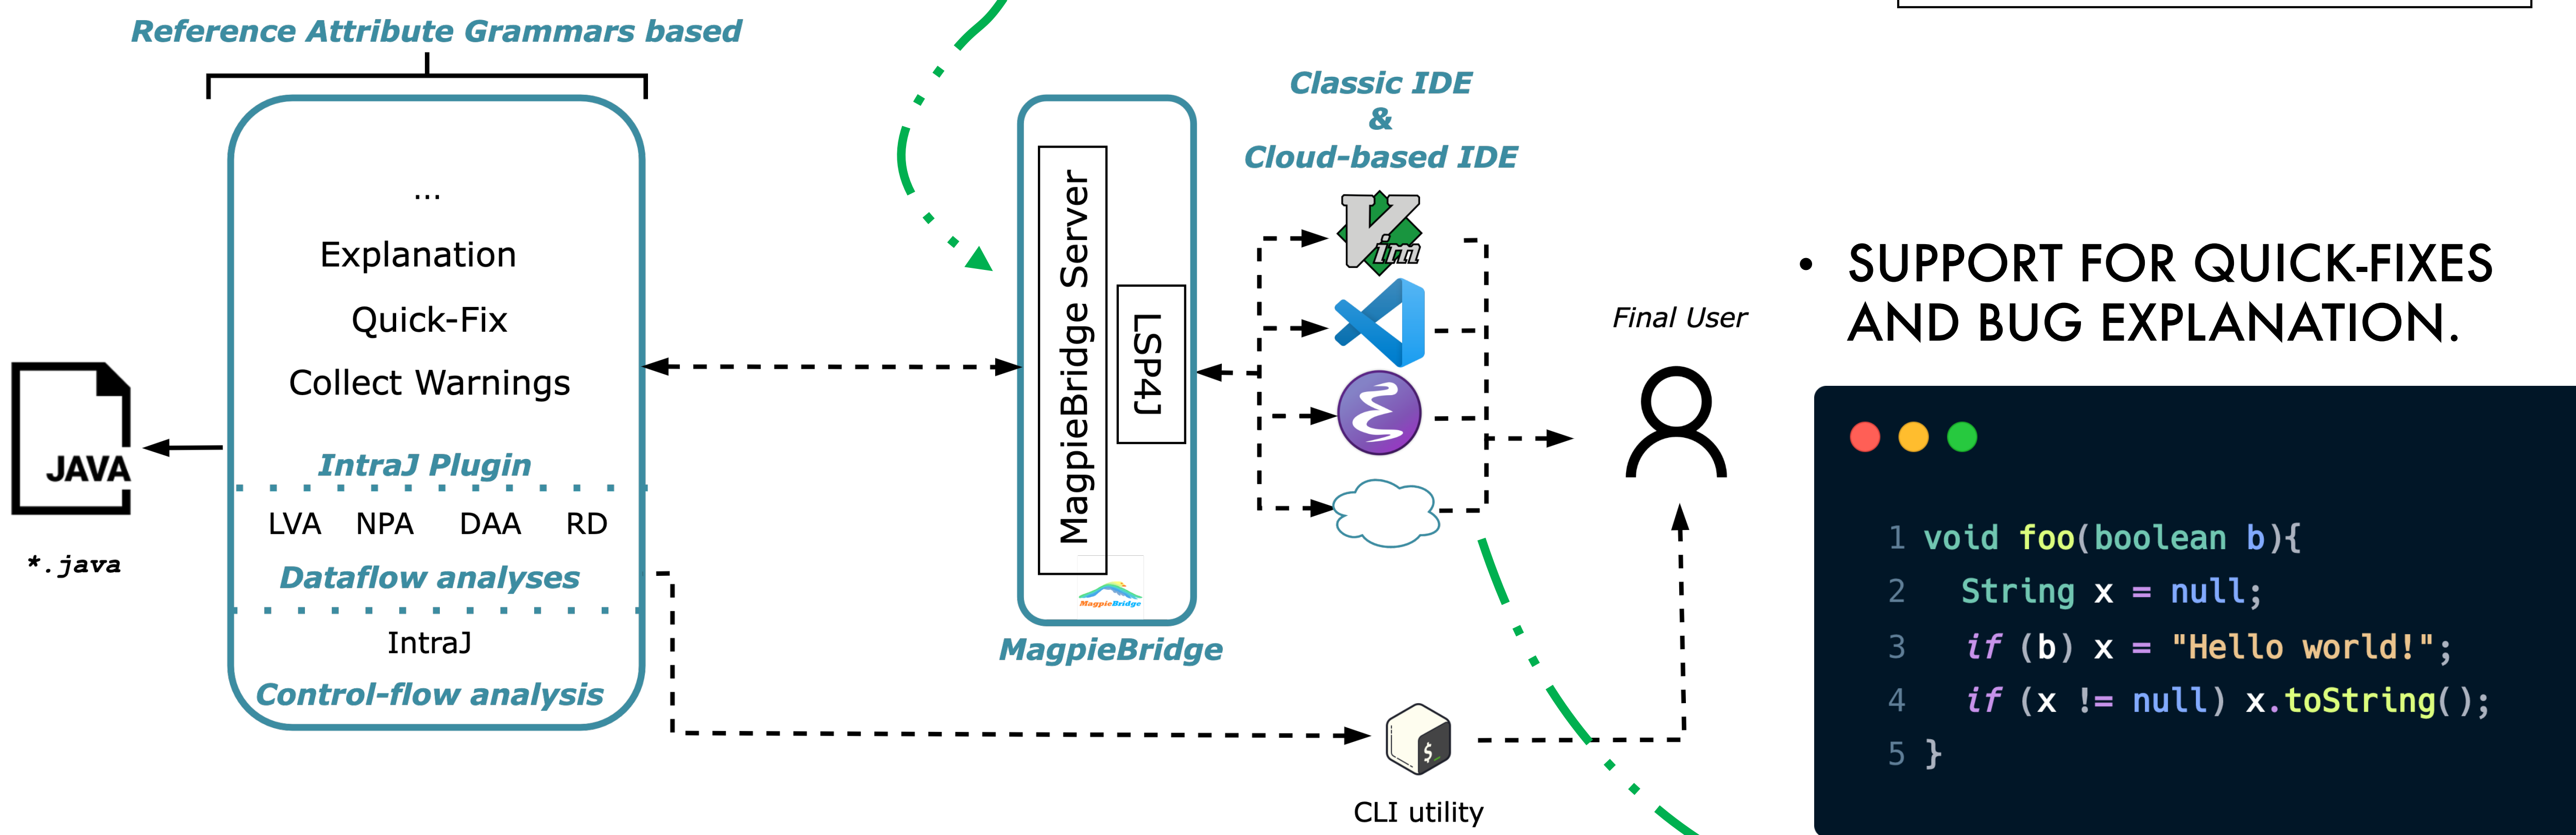 Reference Attribute Grammars based
...
Explanation
Quick-Fix
Collect Warnings
IntraJ Plugin
LVA NPA DAA RD
Dataflow analyses
IntraJ
Control-flow analysis
JAVA
*.java
MagpieBridge Server
LSP4J
MagpieBridge
MagpieBridge
Classic IDE
&
Cloud-based IDE
Vim
Final User
$_
CLI utility
• SUPPORT FOR QUICK-FIXES
AND BUG EXPLANATION.
1 void foo(boolean b){
2 String x = null;
3 if (b) x = "Hello world!";
4 if (x != null) x.toString();
5 }